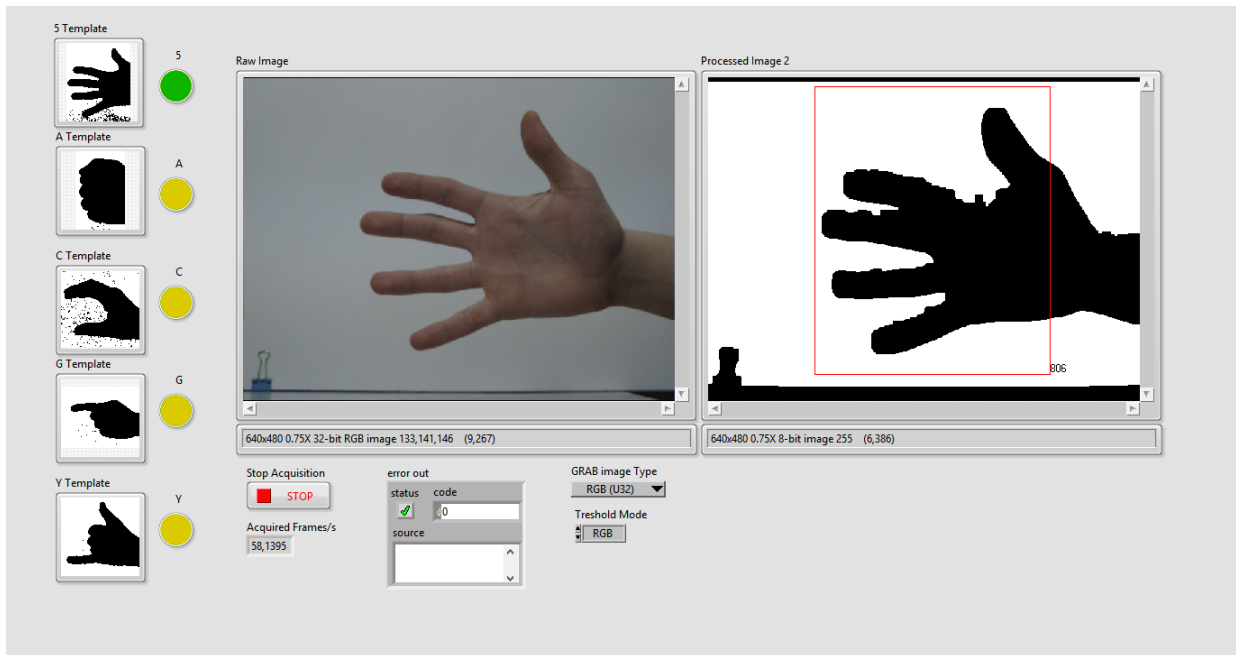 5 Template
5
A Template
A
C Template
C
G Template
G
Y Template
Y
Raw Image
640x480 0.75X 32-bit RGB image 133,141,146 (9,267)
Processed Image 2
806
640x480 0.75X 8-bit image 255 (6,386)
Stop Acquisition
STOP
Acquired Frames/s
58,1395
error out
status code
d0
source
GRAB image Type
RGB (U32)
Treshold Mode
RGB